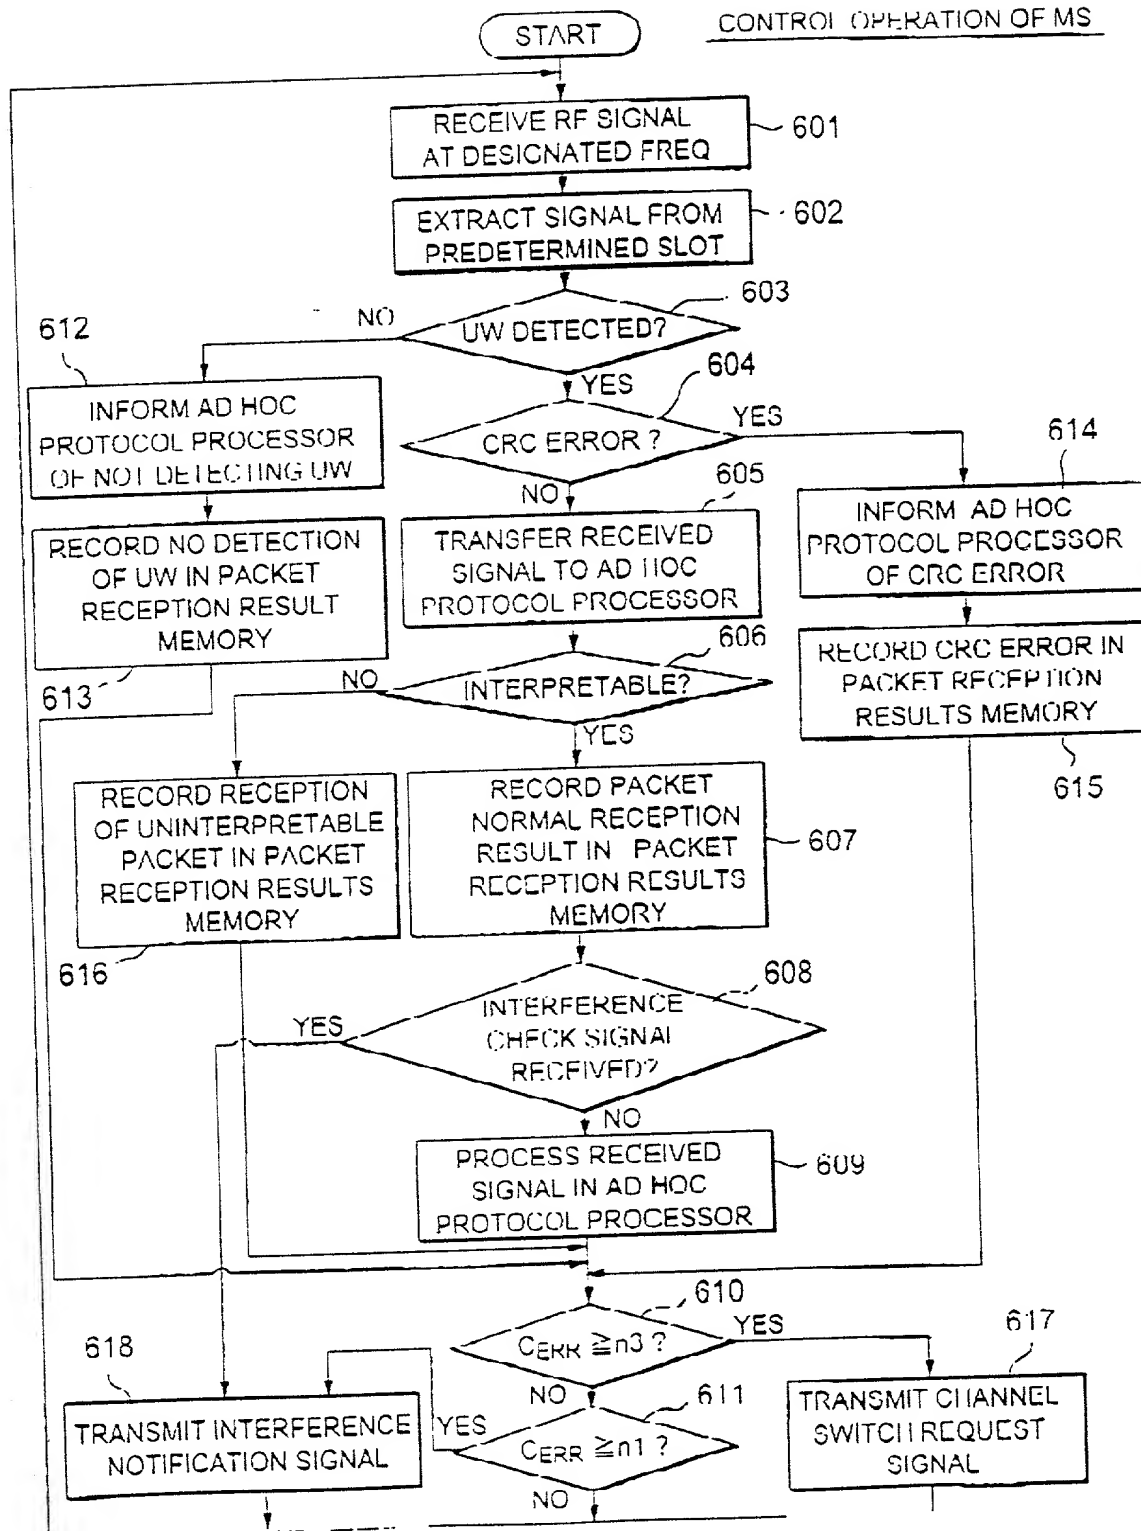 START
CONTROL OPERATION OF MS
RECEIVE RF SIGNAL
AT DESIGNATED FREQ
601
EXTRACT SIGNAL FROM
PREDETERMINED SLOT
602
603
UW DETECTED?
NO
YES
612
INFORM AD HOC
PROTOCOL PROCESSOR
OF NOT DETECTING UW
604
CRC ERROR ?
YES
NO
614
INFORM AD HOC
PROTOCOL PROCESSOR
OF CRC ERROR
605
TRANSFER RECEIVED
SIGNAL TO AD HOC
PROTOCOL PROCESSOR
RECORD NO DETECTION
OF UW IN PACKET
RECEPTION RESULT
MEMORY
613
606
INTERPRETABLE?
NO
YES
RECORD CRC ERROR IN
PACKET RECEPTION
RESULTS MEMORY
615
RECORD RECEPTION
OF UNINTERPRETABLE
PACKET IN PACKET
RECEPTION RESULTS
MEMORY
616
RECORD PACKET
NORMAL RECEPTION
RESULT IN PACKET
RECEPTION RESULTS
MEMORY
607
608
INTERFERENCE
CHECK SIGNAL
RECEIVED?
YES
NO
PROCESS RECEIVED
SIGNAL IN AD HOC
PROTOCOL PROCESSOR
609
610
CERR ≧ n3 ?
YES
NO
617
TRANSMIT CHANNEL
SWITCH REQUEST
SIGNAL
611
CERR ≧ n1 ?
YES
NO
618
TRANSMIT INTERFERENCE
NOTIFICATION SIGNAL